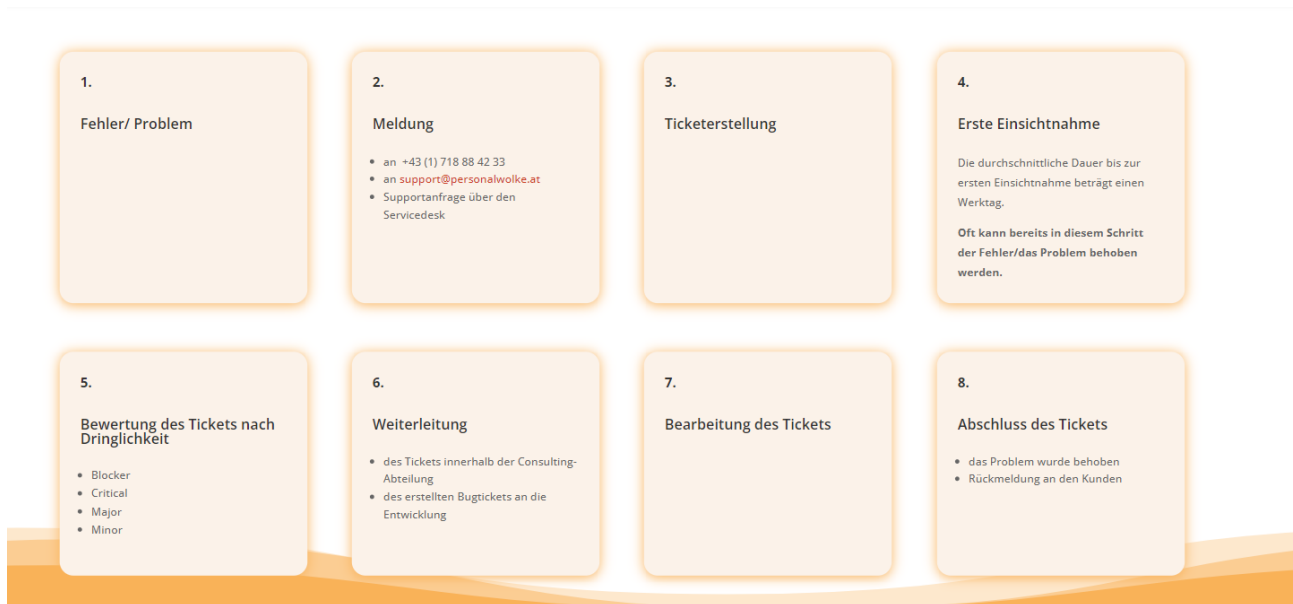 1.
Fehler/ Problem
2.
Meldung
an +43 (1) 718 88 42 33
an support@personalwolke.at
Supportanfrage über den
Servicedesk
3.
Ticketerstellung
4.
Erste Einsichtnahme
Die durchschnittliche Dauer bis zur
ersten Einsichtnahme beträgt einen
Werktag.
Oft kann bereits in diesem Schritt
der Fehler/das Problem behoben
werden.
5.
Bewertung des Tickets nach
Dringlichkeit
Blocker
Critical
Major
Minor
6.
Weiterleitung
des Tickets innerhalb der Consulting-
Abteilung
des erstellten Bugtickets an die
Entwicklung
7.
Bearbeitung des Tickets
8.
Abschluss des Tickets
das Problem wurde behoben
Rückmeldung an den Kunden